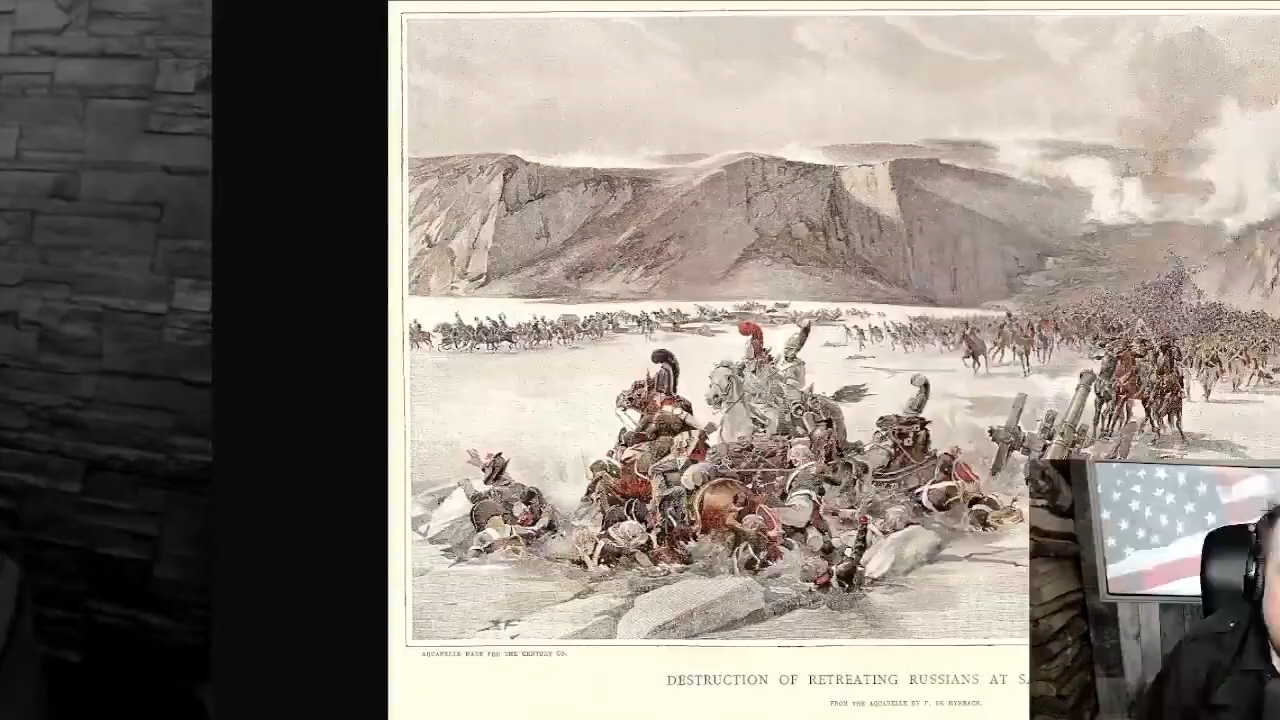 AQUARELLE MADE FOR THE CENTURY CO.
DESTRUCTION OF RETREATING RUSSIANS AT
FROM THE AQUARELLE BY F. DE MYRBACH.